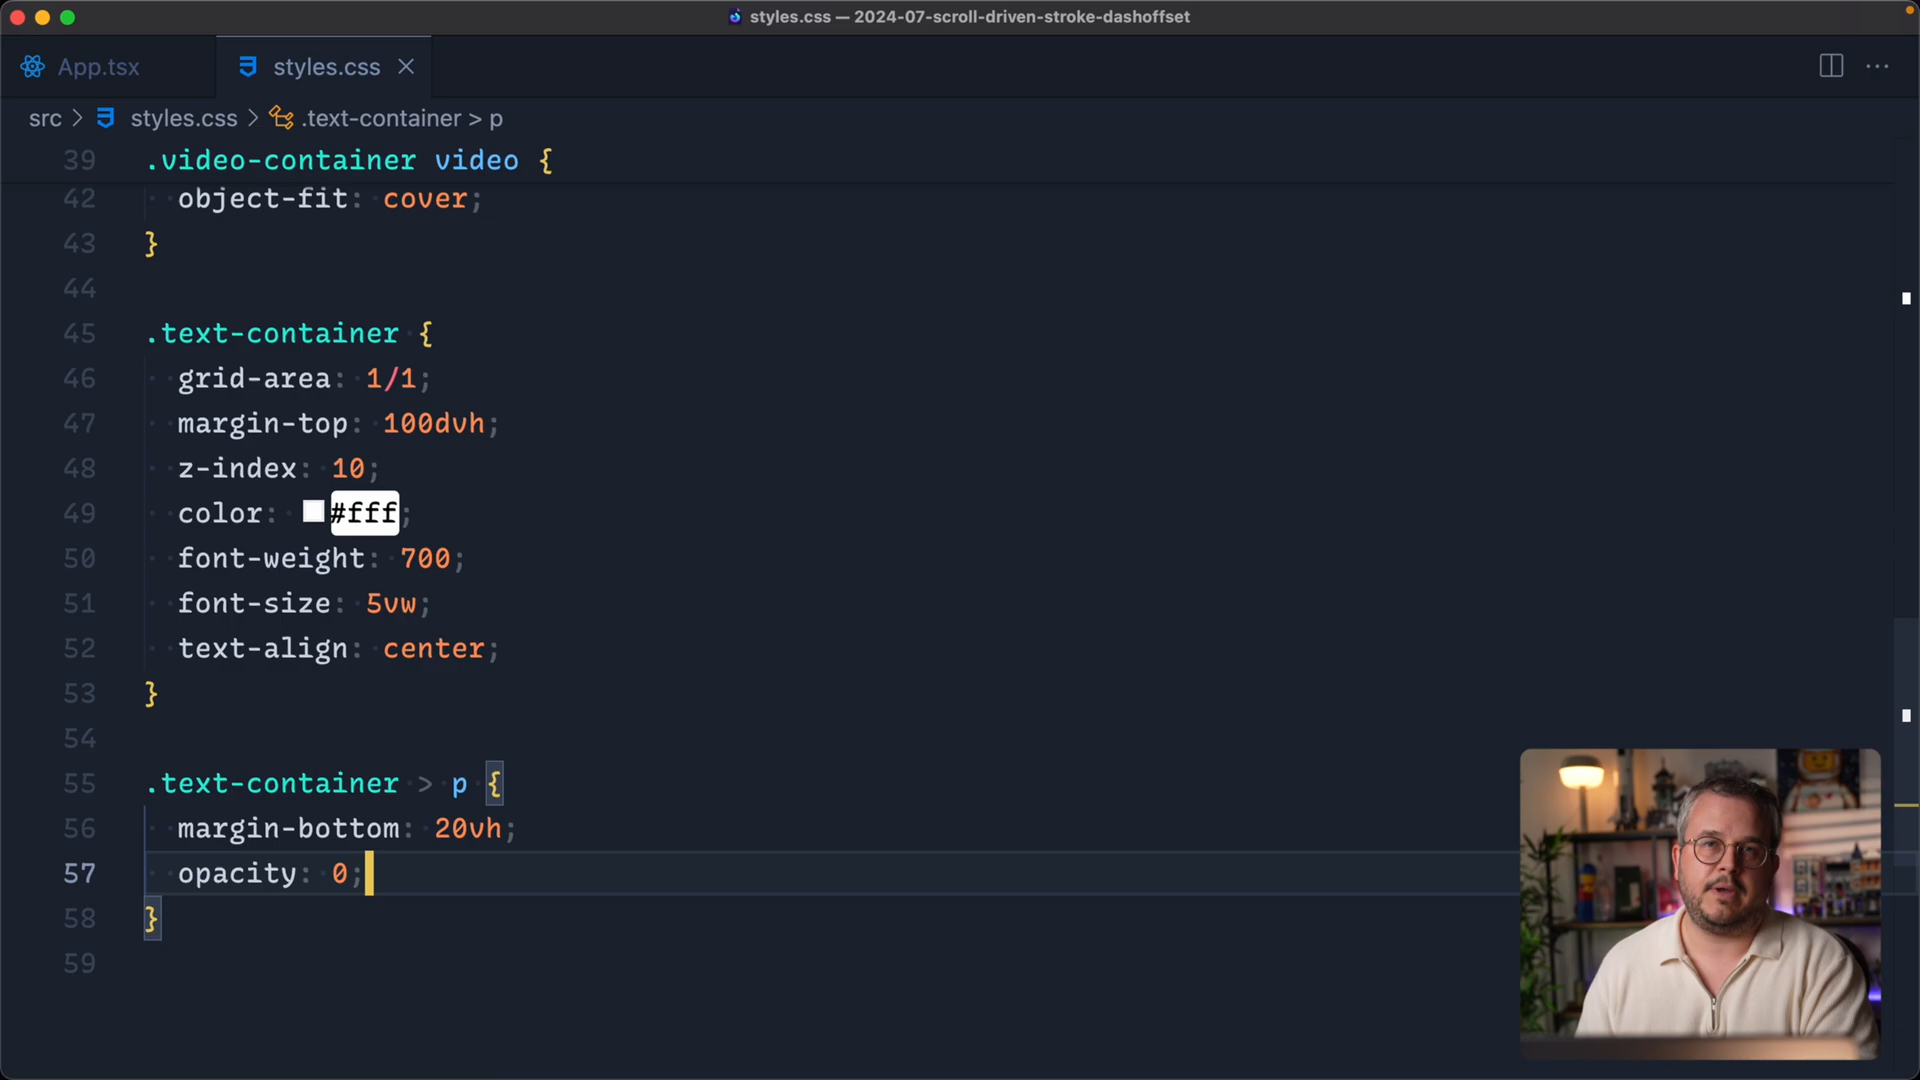 styles.css — 2024-07-scroll-driven-stroke-dashoffset
App.tsx
styles.css
src > styles.css > .text-container > p
39 .video-container video {
42 object-fit: cover;
43 }
44
45 .text-container {
46 grid-area: 1/1;
47 margin-top: 100dvh;
48 z-index: 10;
49 color: #fff;
50 font-weight: 700;
51 font-size: 5vw;
52 text-align: center;
53 }
54
55 .text-container > p {
56 margin-bottom: 20vh;
57 opacity: 0;
58 }
59